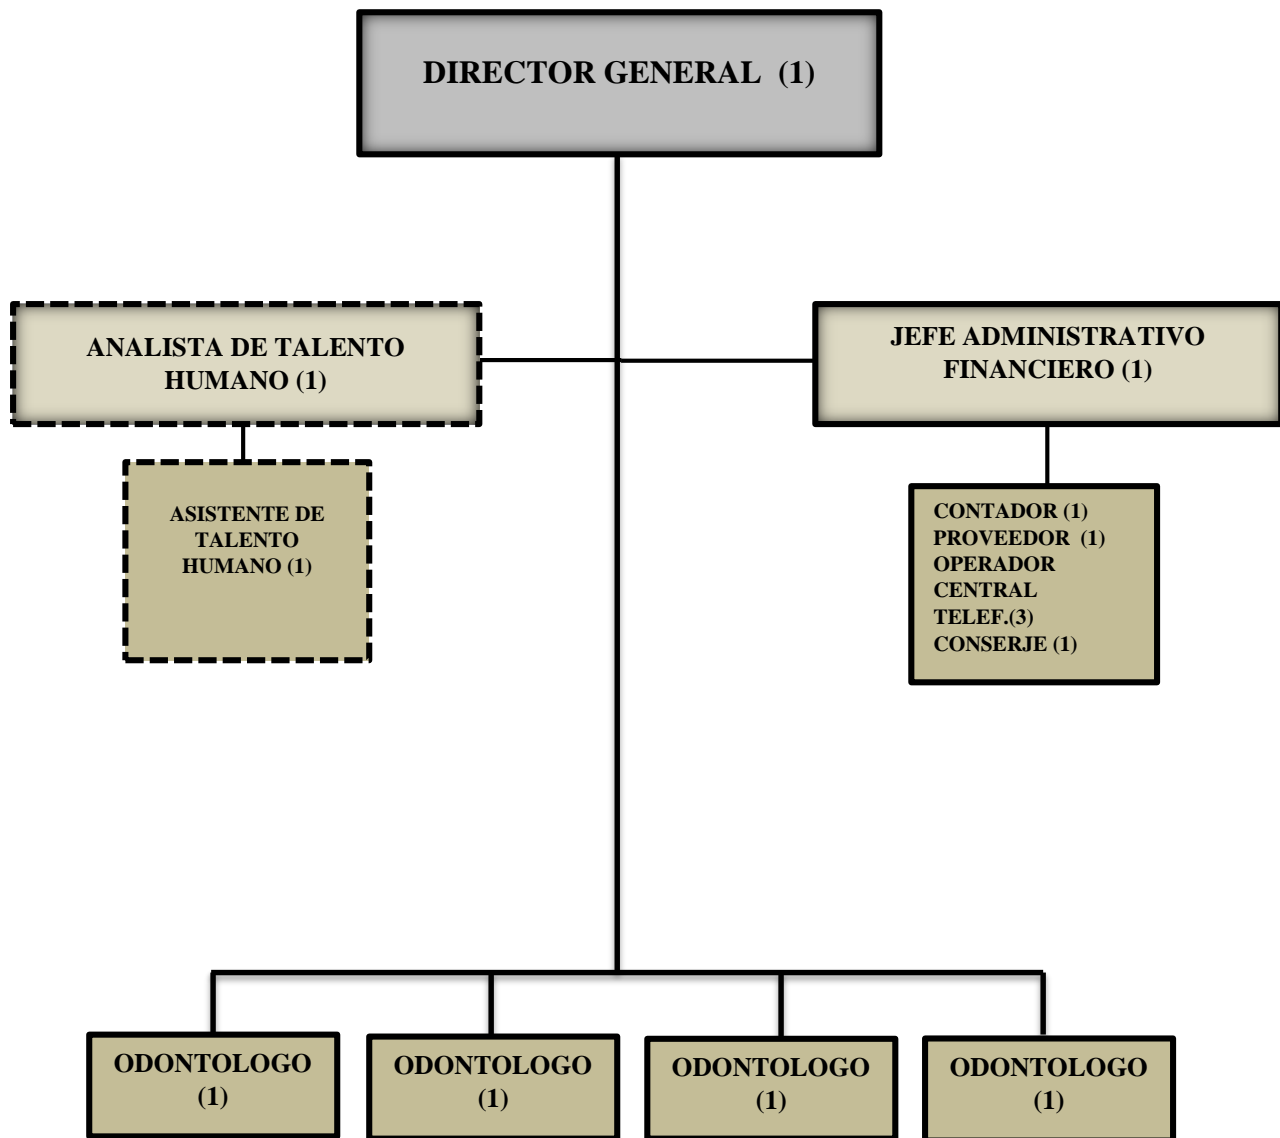 DIRECTOR GENERAL (1)
ANALISTA DE TALENTO
HUMANO (1)
JEFE ADMINISTRATIVO
FINANCIERO (1)
ASISTENTE DE
TALENTO
HUMANO (1)
CONTADOR (1)
PROVEEDOR (1)
OPERADOR
CENTRAL
TELEF.(3)
CONSERJE (1)
ODONTOLOGO
(1)
ODONTOLOGO
(1)
ODONTOLOGO
(1)
ODONTOLOGO
(1)